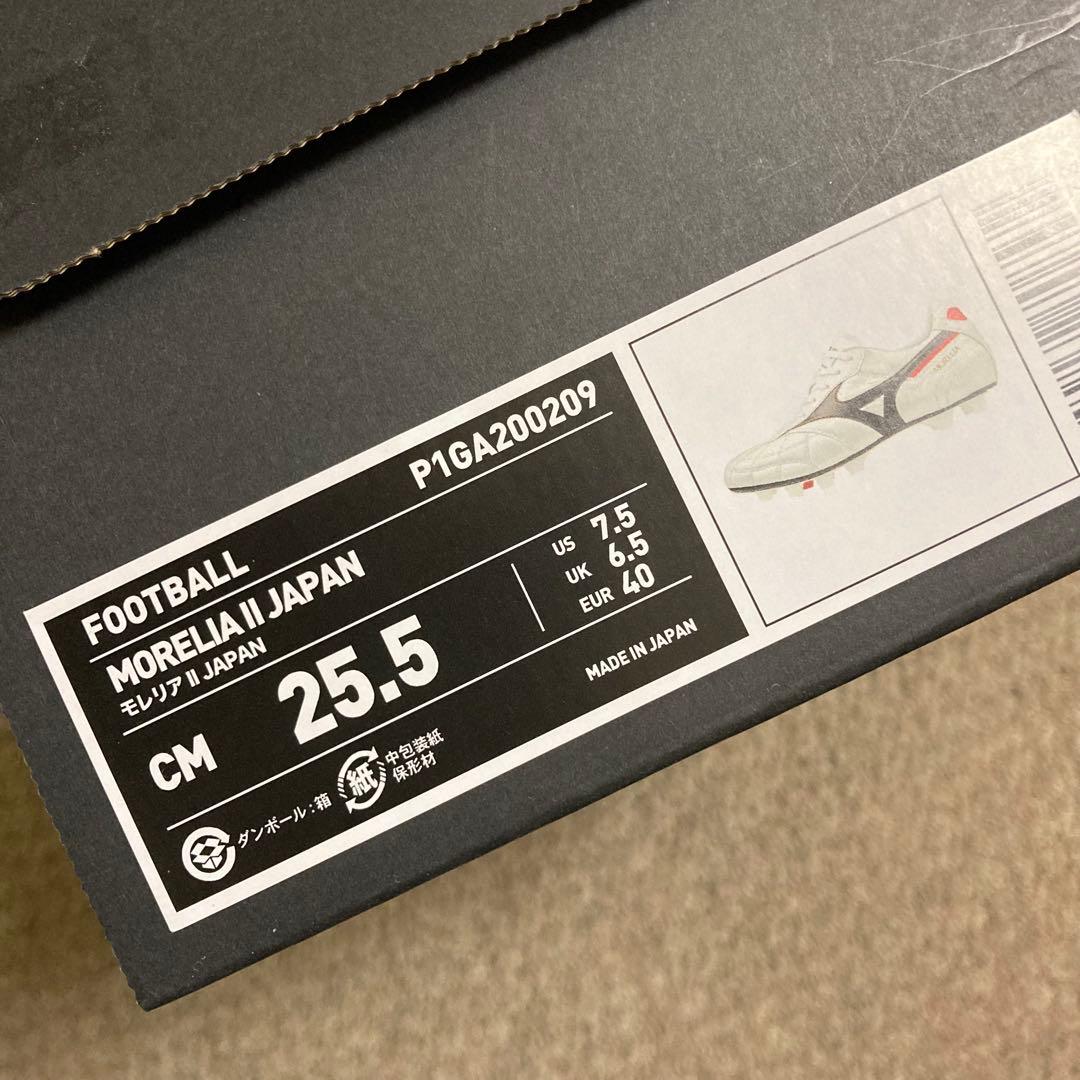 P1GA200209
FOOTBALL
MORELIA II JAPAN
モレリア II JAPAN
CM 25.5
US 7.5
UK 6.5
EUR 40
MADE IN JAPAN
ダンボール:箱
紙
中包装紙
保形材